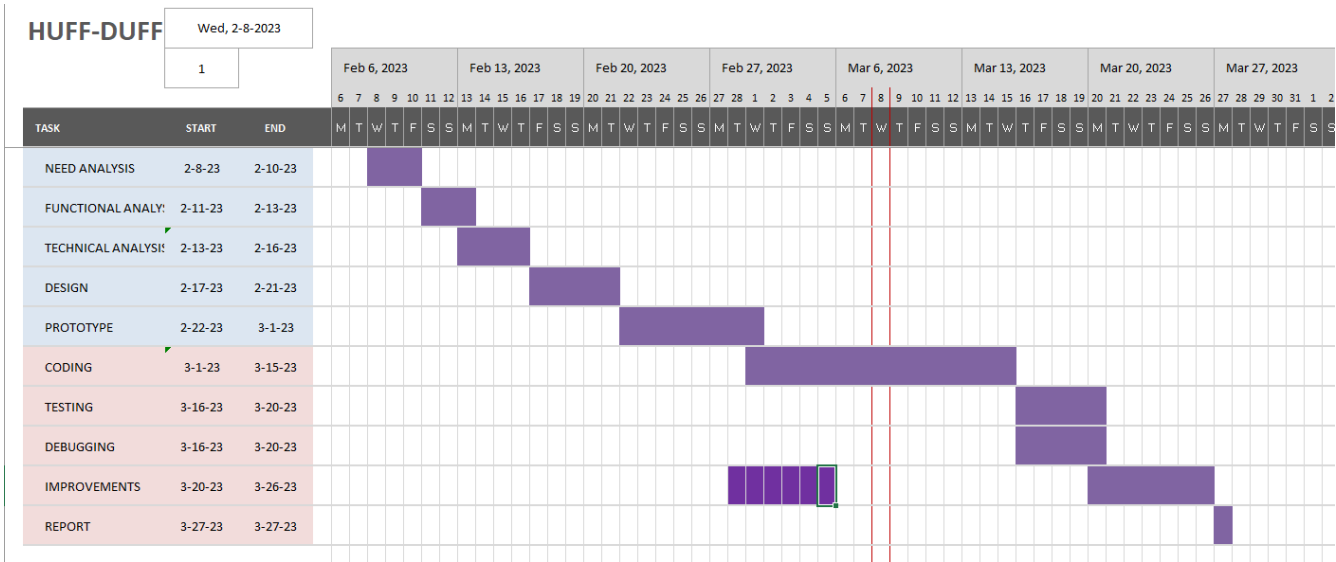 HUFF-DUFF Wed, 2-8-2023
1
Feb 6, 2023 Feb 13, 2023 Feb 20, 2023 Feb 27, 2023 Mar 6, 2023 Mar 13, 2023 Mar 20, 2023 Mar 27, 2023
6 7 8 9 10 11 12 13 14 15 16 17 18 19 20 21 22 23 24 25 26 27 28 1 2 3 4 5 6 7 8 9 10 11 12 13 14 15 16 17 18 19 20 21 22 23 24 25 26 27 28 29 30 31 1 2
TASK START END M T W T F S S M T W T F S S M T W T F S S M T W T F S S M T W T F S S M T W T F S S M T W T F S S M T W T F S S
NEED ANALYSIS 2-8-23 2-10-23
FUNCTIONAL ANALY 2-11-23 2-13-23
TECHNICAL ANALYSIS 2-13-23 2-16-23
DESIGN 2-17-23 2-21-23
PROTOTYPE 2-22-23 3-1-23
CODING 3-1-23 3-15-23
TESTING 3-16-23 3-20-23
DEBUGGING 3-16-23 3-20-23
IMPROVEMENTS 3-20-23 3-26-23
REPORT 3-27-23 3-27-23